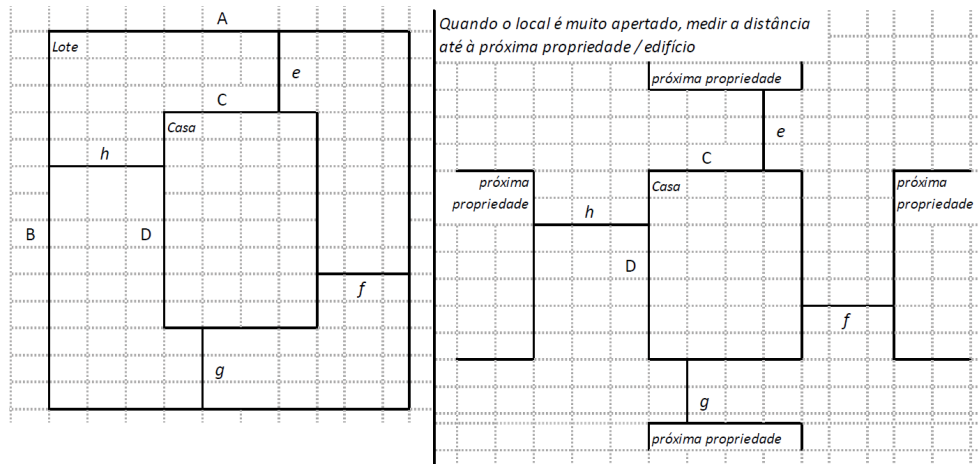 A
Lote
e
C
Casa
h
B
D
f
g
Quando o local é muito apertado, medir a distância
até à próxima propriedade / edifício
próxima propriedade
e
C
próxima
propriedade
Casa
próxima
propriedade
h
D
f
g
próxima propriedade